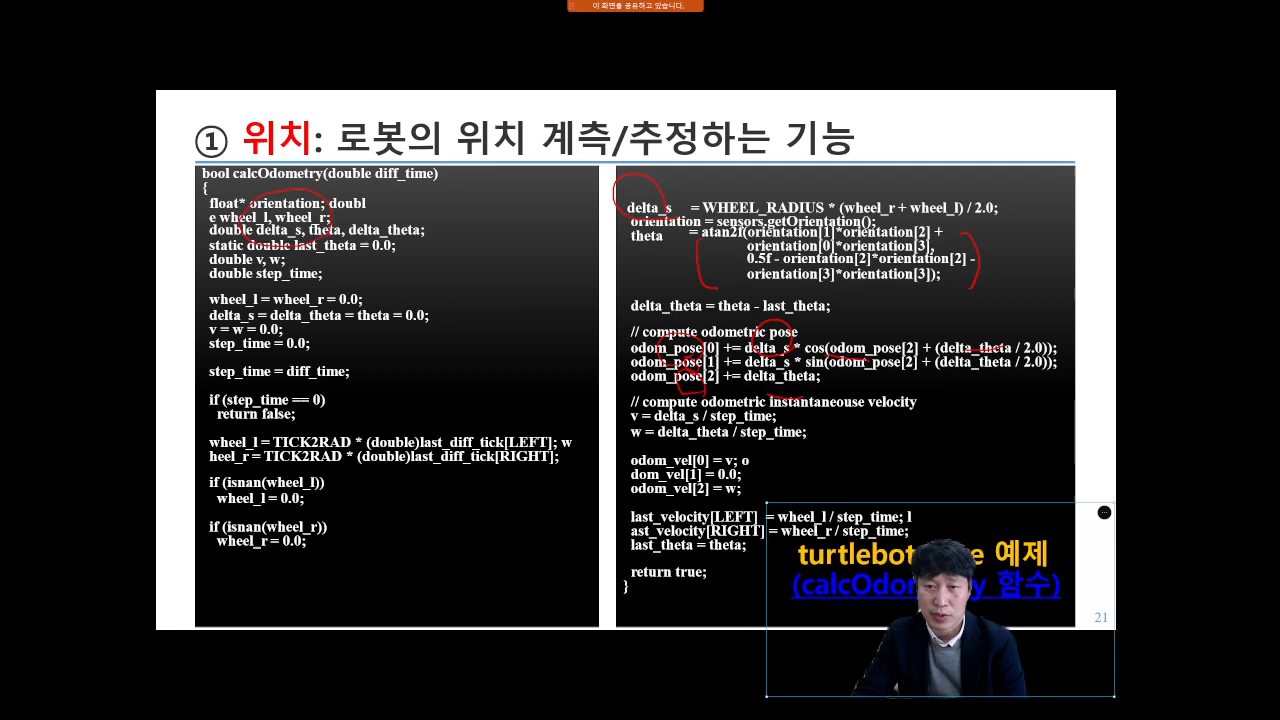 이 화면을 공유하고 있습니다.
① 위치: 로봇의 위치 계측/추정하는 기능
bool calcOdometry(double diff_time)
{
float* orientation; doubl
e wheel_l, wheel_r;
double delta_s, theta, delta_theta;
static double last_theta = 0.0;
double v, w;
double step_time;
wheel_l = wheel_r = 0.0;
delta_s = delta_theta = theta = 0.0;
v = w = 0.0;
step_time = 0.0;
step_time = diff_time;
if (step_time == 0)
return false;
wheel_l = TICK2RAD * (double)last_diff_tick[LEFT]; w
heel_r = TICK2RAD * (double)last_diff_tick[RIGHT];
if (isnan(wheel_l))
wheel_l = 0.0;
if (isnan(wheel_r))
wheel_r = 0.0;
delta_s = WHEEL_RADIUS * (wheel_r + wheel_l) / 2.0;
orientation = sensors.getOrientation();
theta = atan2f(orientation[1]*orientation[2] +
orientation[0]*orientation[3],
0.5f - orientation[2]*orientation[2] -
orientation[3]*orientation[3]);
delta_theta = theta - last_theta;
// compute odometric pose
odom_pose[0] += delta_s * cos(odom_pose[2] + (delta_theta / 2.0));
odom_pose[1] += delta_s * sin(odom_pose[2] + (delta_theta / 2.0));
odom_pose[2] += delta_theta;
// compute odometric instantaneouse velocity
v = delta_s / step_time;
w = delta_theta / step_time;
odom_vel[0] = v; o
dom_vel[1] = 0.0;
odom_vel[2] = w;
last_velocity[LEFT] = wheel_l / step_time; l
ast_velocity[RIGHT] = wheel_r / step_time;
last_theta = theta;
return true;
}
예제
함수)
21